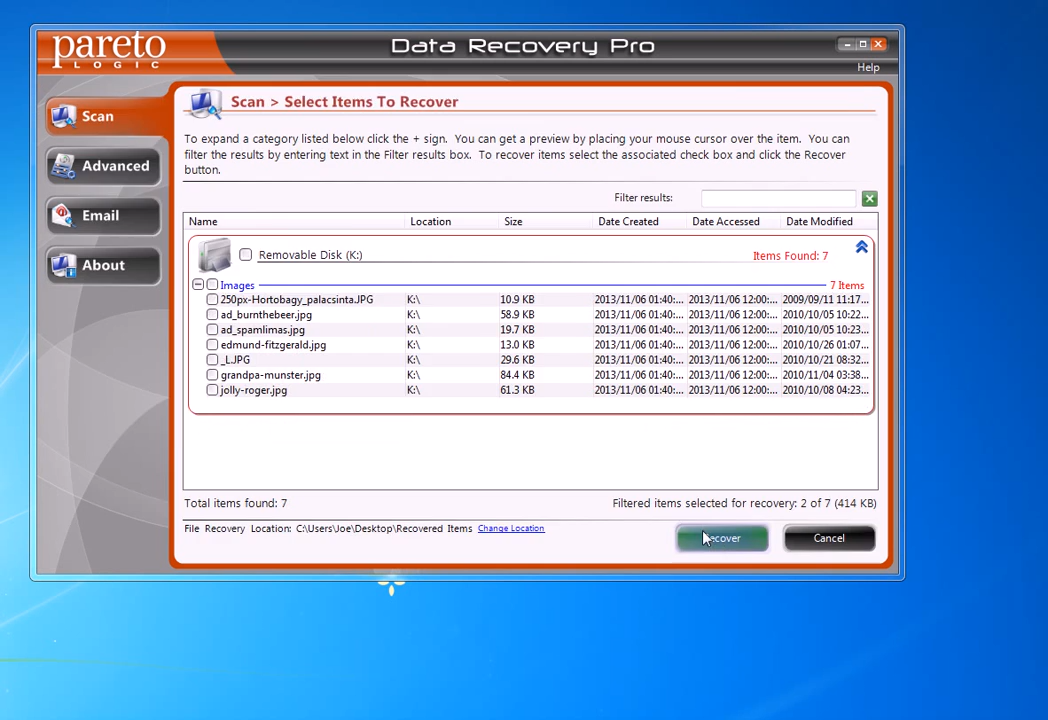 pareto
LOGIC
Data Recovery Pro
Help
Scan
Advanced
Email
About
Scan > Select Items To Recover
To expand a category listed below click the + sign. You can get a preview by placing your mouse cursor over the item. You can
filter the results by entering text in the Filter results box. To recover items select the associated check box and click the Recover
button.
Filter results:
Name Location Size Date Created Date Accessed Date Modified
Removable Disk (K:) Items Found: 7
Images 7 Items
250px-Hortobagy_palacsinta.JPG K:\ 10.9 KB 2013/11/06 01:40:... 2013/11/06 12:00:... 2009/09/11 11:17...
ad_burnthebeer.jpg K:\ 58.9 KB 2013/11/06 01:40:... 2013/11/06 12:00:... 2010/10/05 10:22...
ad_spamlimas.jpg K:\ 19.7 KB 2013/11/06 01:40:... 2013/11/06 12:00:... 2010/10/05 10:23...
edmund-fitzgerald.jpg K:\ 13.0 KB 2013/11/06 01:40:... 2013/11/06 12:00:... 2010/10/26 01:07...
_L.JPG K:\ 29.6 KB 2013/11/06 01:40:... 2013/11/06 12:00:... 2010/10/21 08:32...
grandpa-munster.jpg K:\ 84.4 KB 2013/11/06 01:40:... 2013/11/06 12:00:... 2010/11/04 03:38...
jolly-roger.jpg K:\ 61.3 KB 2013/11/06 01:40:... 2013/11/06 12:00:... 2010/10/08 04:23...
Total items found: 7 Filtered items selected for recovery: 2 of 7 (414 KB)
File Recovery Location: C:\Users\Joe\Desktop\Recovered Items Change Location
Recover Cancel